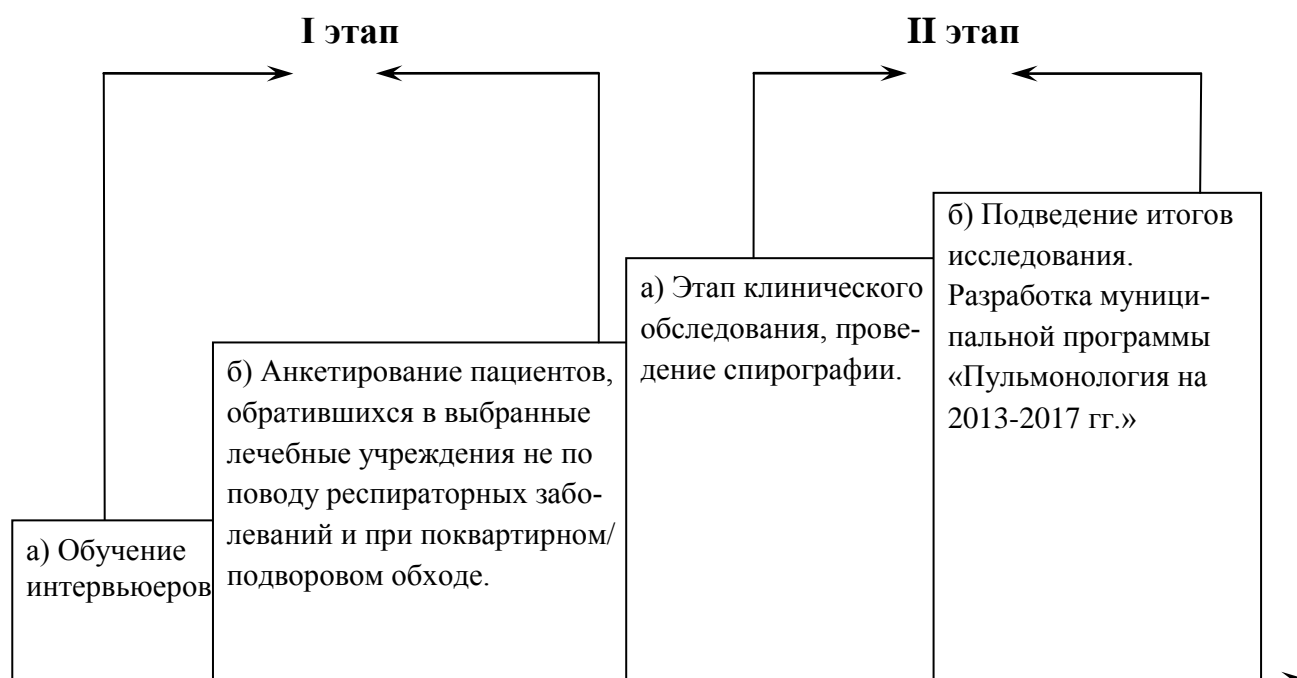 I этап
II этап
а) Обучение
интервьюеров
б) Анкетирование пациентов,
обратившихся в выбранные
лечебные учреждения не по
поводу респираторных забо-
леваний и при поквартирном/
подворовом обходе.
а) Этап клинического
обследования, прове-
дение спирографии.
б) Подведение итогов
исследования.
Разработка муници-
пальной программы
«Пульмонология на
2013-2017 гг.»